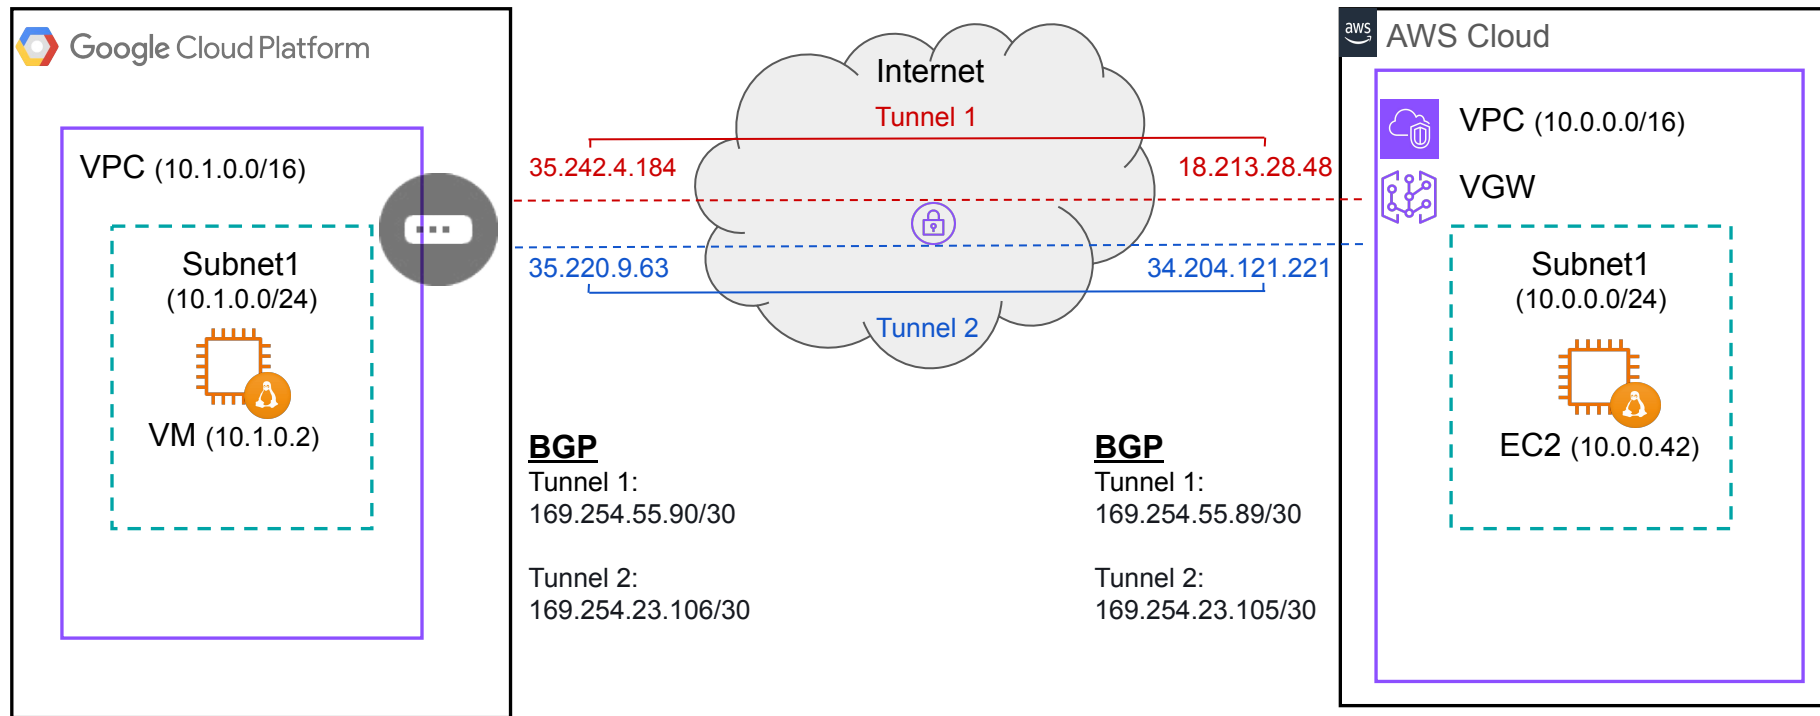 Google Cloud Platform
VPC (10.1.0.0/16)
Subnet1
(10.1.0.0/24)
VM (10.1.0.2)
Internet
Tunnel 1
35.242.4.184
18.213.28.48
35.220.9.63
34.204.121.221
Tunnel 2
BGP
Tunnel 1:
169.254.55.90/30
Tunnel 2:
169.254.23.106/30
BGP
Tunnel 1:
169.254.55.89/30
Tunnel 2:
169.254.23.105/30
aws
AWS Cloud
VPC (10.0.0.0/16)
VGW
Subnet1
(10.0.0.0/24)
EC2 (10.0.0.42)